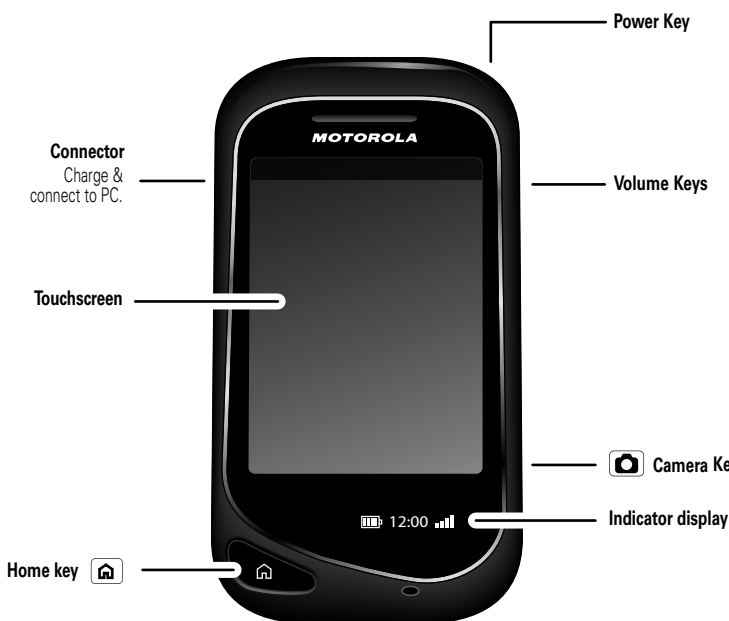 Power Key
MOTOROLA
Connector
Charge &
connect to PC.
Volume Keys
Touchscreen
Camera Ke
12:00
Indicator display
Home key